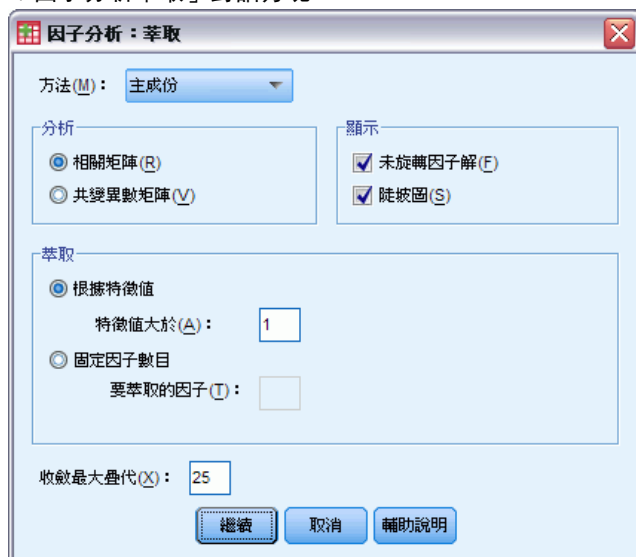 因子分析：萃取
方法(M)： 主成份
分析
相關矩陣(R)
共變異數矩陣(V)
顯示
未旋轉因子解(F)
陡坡圖(S)
萃取
根據特徵值
特徵值大於(A)： 1
固定因子數目
要萃取的因子(T)：
收斂最大疊代(X)： 25
繼續 取消 輔助說明